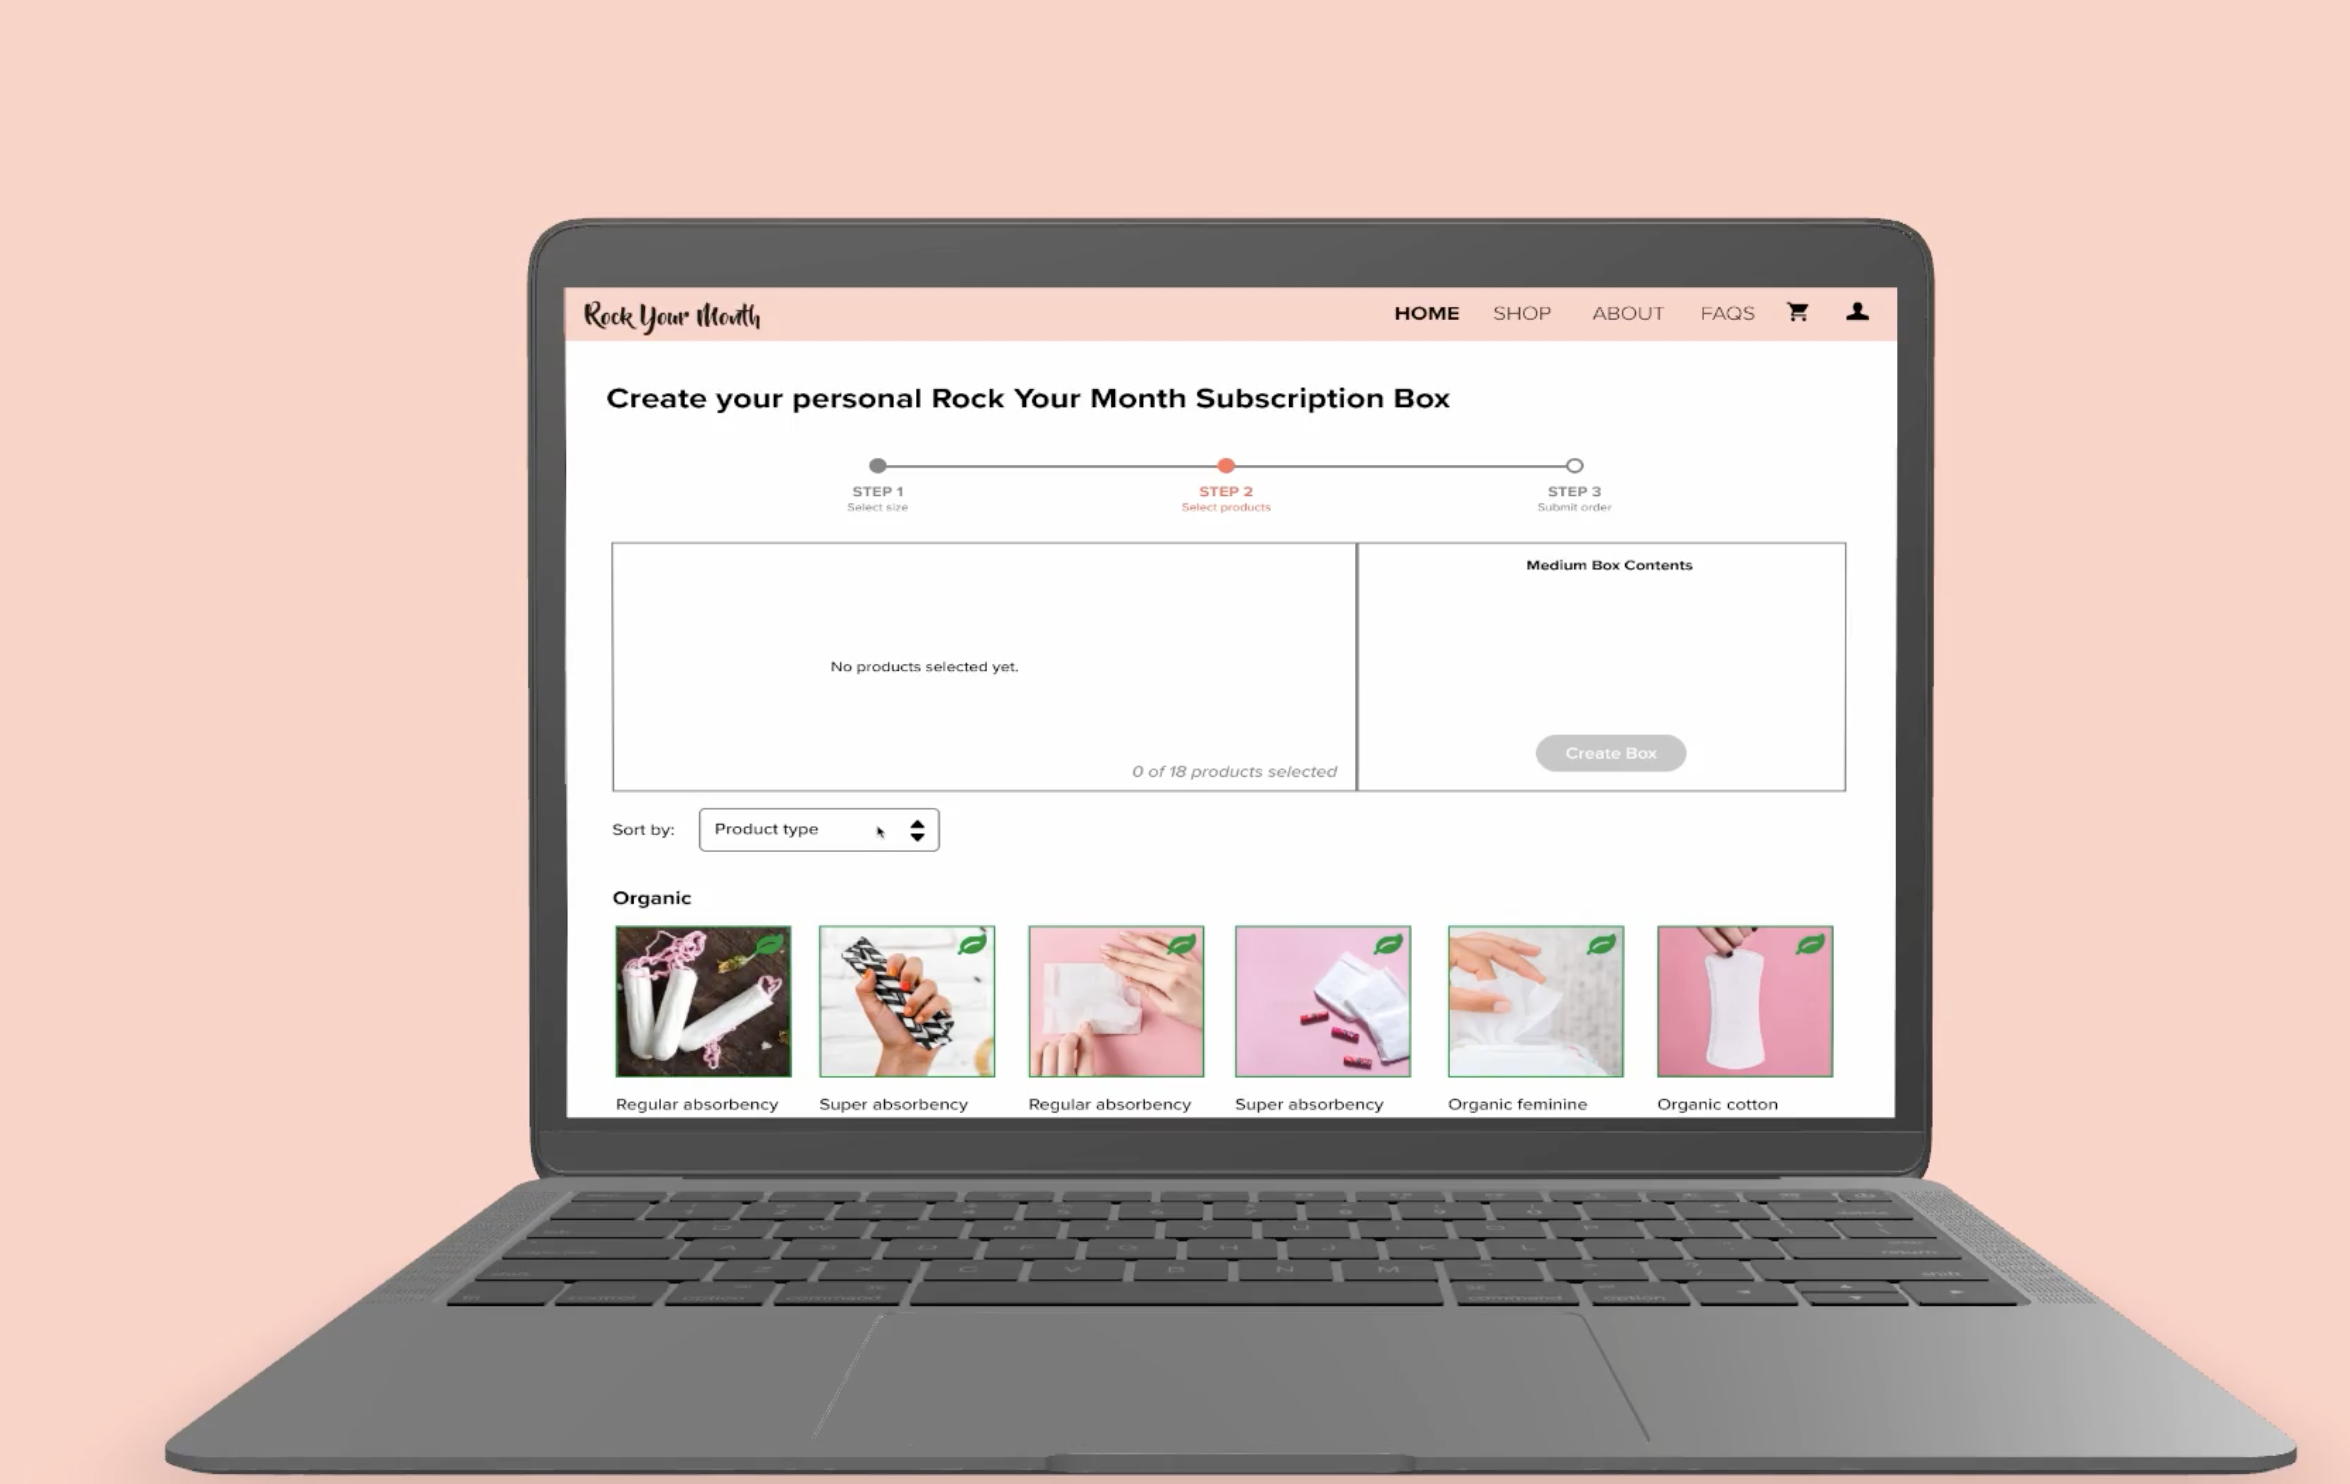 Rock Your Month
HOME SHOP ABOUT FAQS
Create your personal Rock Your Month Subscription Box
STEP 1
Select size
STEP 2
Select products
STEP 3
Submit order
No products selected yet.
0 of 18 products selected
Medium Box Contents
Create Box
Sort by: Product type
Organic
Regular absorbency
Super absorbency
Regular absorbency
Super absorbency
Organic feminine
Organic cotton